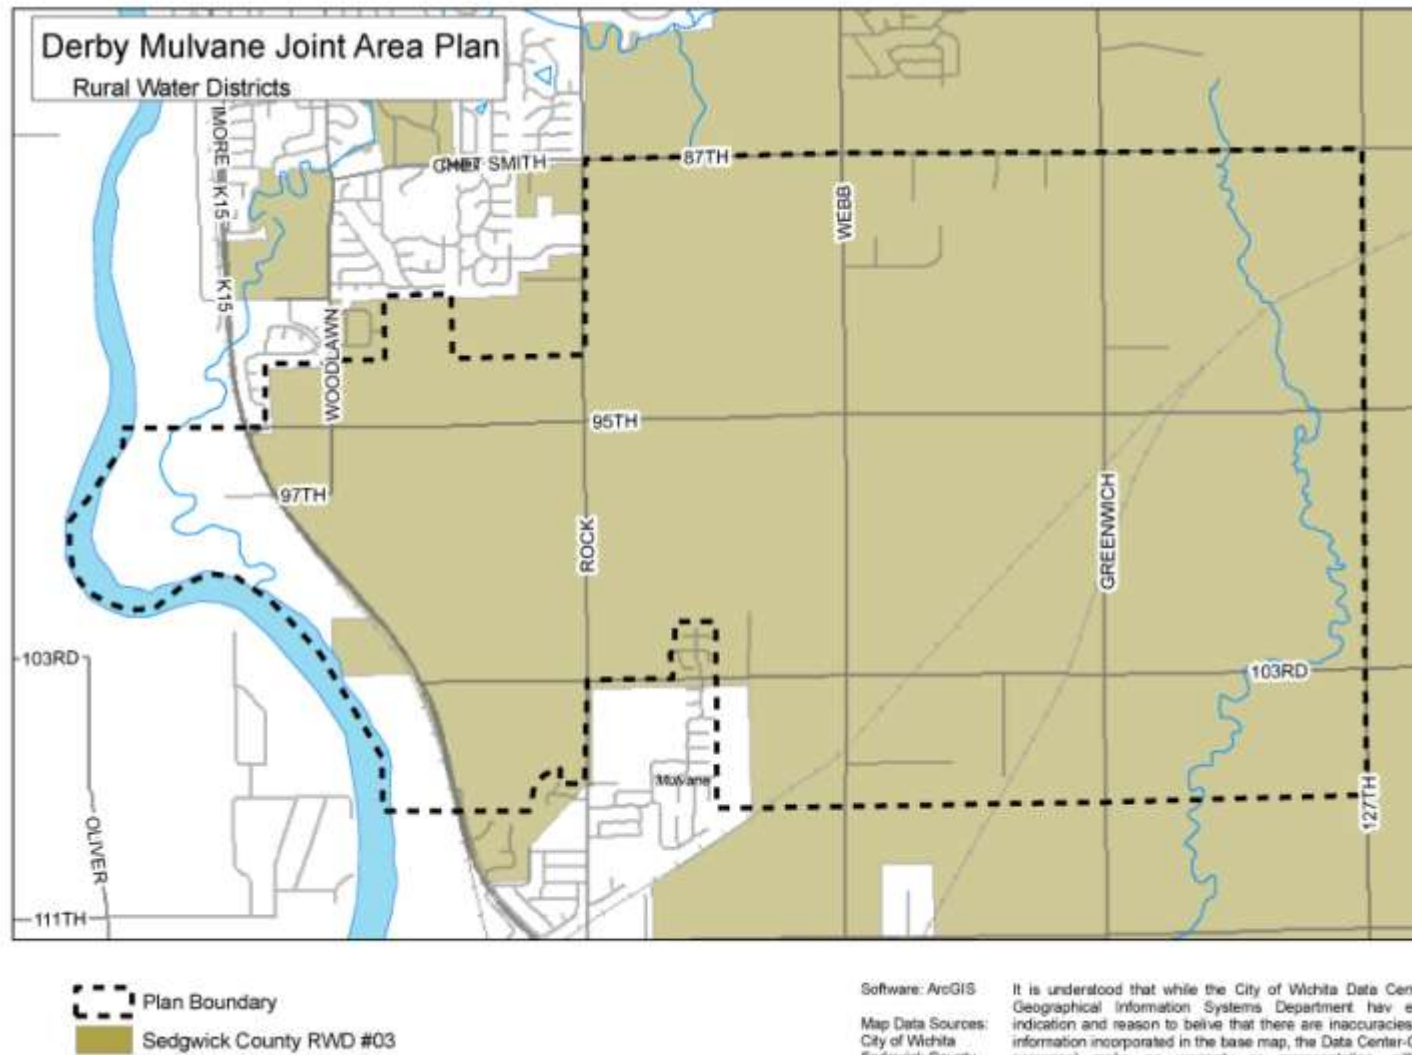 Derby Mulvane Joint Area Plan
Rural Water Districts
K15
SMITH
87TH
WEBB
K15
WOODLAWN
95TH
97TH
ROCK
GREENWICH
103RD
103RD
Mulvane
127TH
OLIVER
111TH
Plan Boundary
Sedgwick County RWD #03
Software: ArcGIS
Map Data Sources:
City of Wichita
It is understood that while the City of Wichita Data Cen
Geographical Information Systems Department hav e
indication and reason to belive that there are inaccuracies
information incorporated in the base map, the Data Center-G